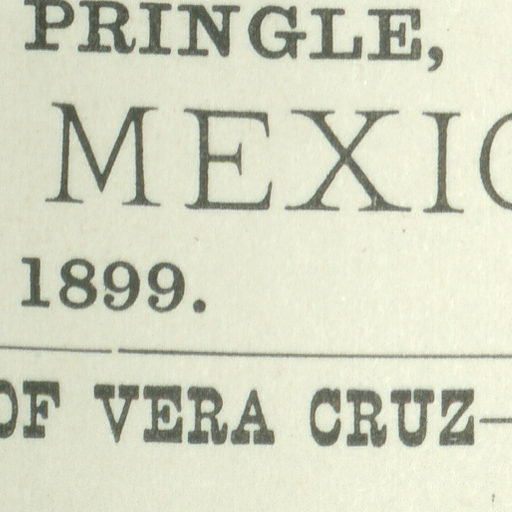 PRINGLE,
MEXIC
1899.
OF VERA CRUZ—